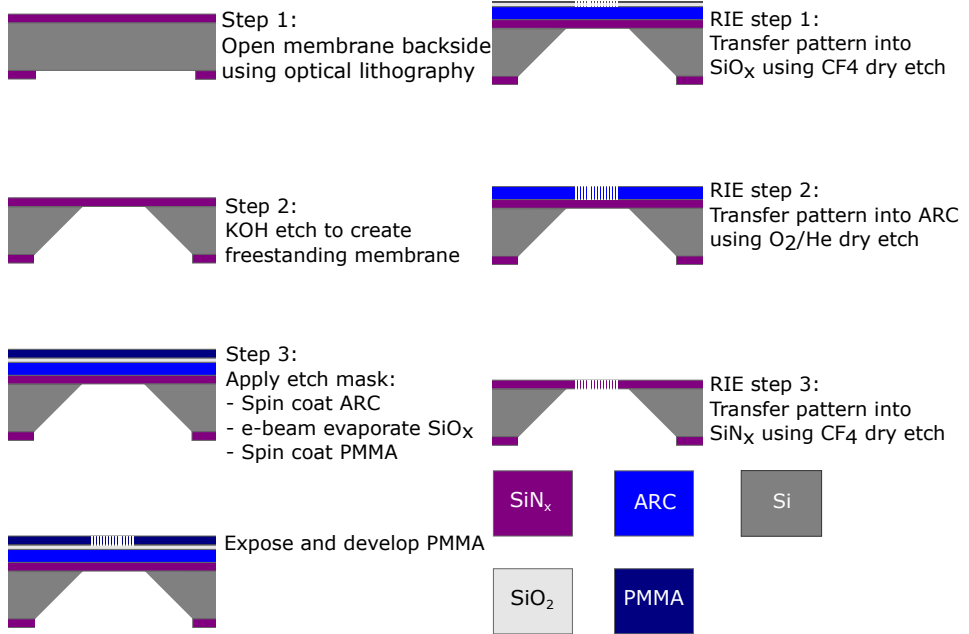 Step 1:
Open membrane backside
using optical lithography
Step 2:
KOH etch to create
freestanding membrane
Step 3:
Apply etch mask:
- Spin coat ARC
- e-beam evaporate SiOx
- Spin coat PMMA
Expose and develop PMMA
RIE step 1:
Transfer pattern into
SiOx using CF4 dry etch
RIE step 2:
Transfer pattern into ARC
using O2/He dry etch
RIE step 3:
Transfer pattern into
SiNx using CF4 dry etch
SiNx
ARC
Si
SiO2
PMMA